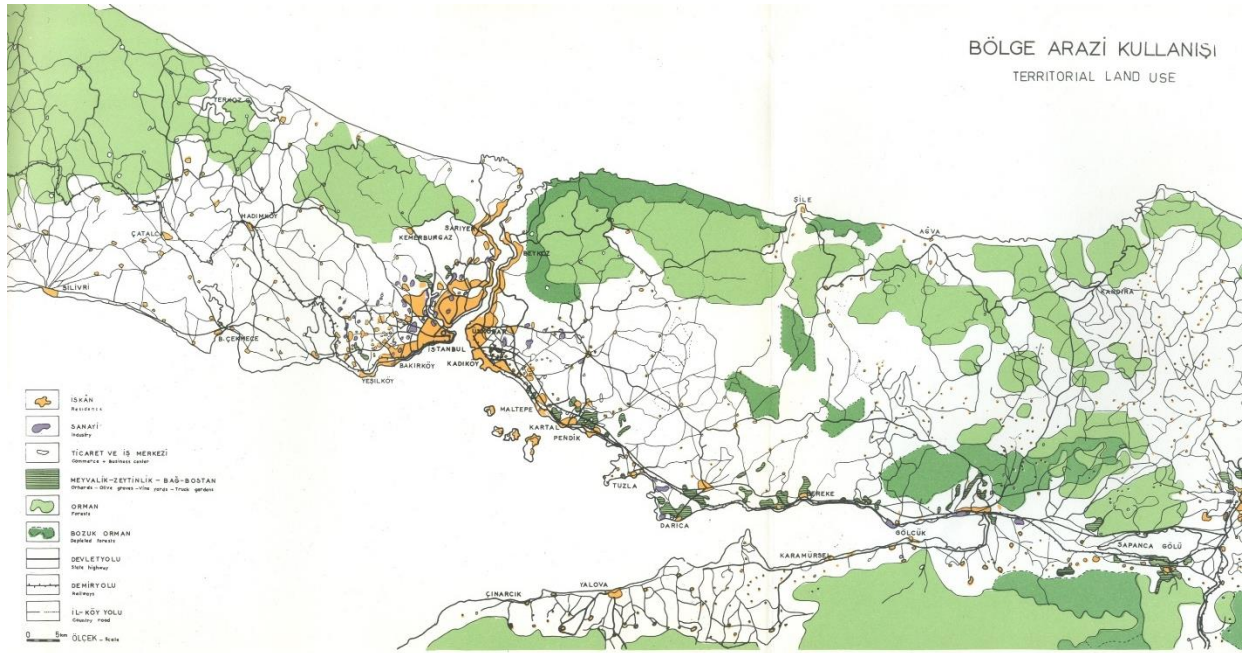 BÖLGE ARAZİ KULLANIŞI
TERRITORIAL LAND USE
TERKOZ G.
ÇATALCA
HADIMKÖY
KEMERBURGAZ
SARIYER
BEYKOZ
ŞİLE
AĞVA
KANDIRA
SİLİVRİ
B. ÇEKMECE
İSTANBUL
ÜSKÜDAR
KADIKÖY
BAKIRKÖY
YEŞİLKÖY
MALTEPE
KARTAL
PENDİK
TUZLA
DARICA
HEREKE
GÖLCÜK
KARAMÜRSEL
SAPANCA GÖLÜ
YALOVA
ÇINARCIK
İSKÂN
Residence
SANAYİ
Industry
TİCARET VE İŞ MERKEZİ
Commerce + Business center
MEYVALİK-ZEYTİNLİK-BAĞ-BOSTAN
Orhards-Olive groves-Vine yards-Truck gardens
ORMAN
Forests
BOZUK ORMAN
Depleted forests
DEVLETYOLU
State highway
DEMİRYOLU
Railways
İL-KÖY YOLU
Country road
0 5km ÖLÇEK - Scale